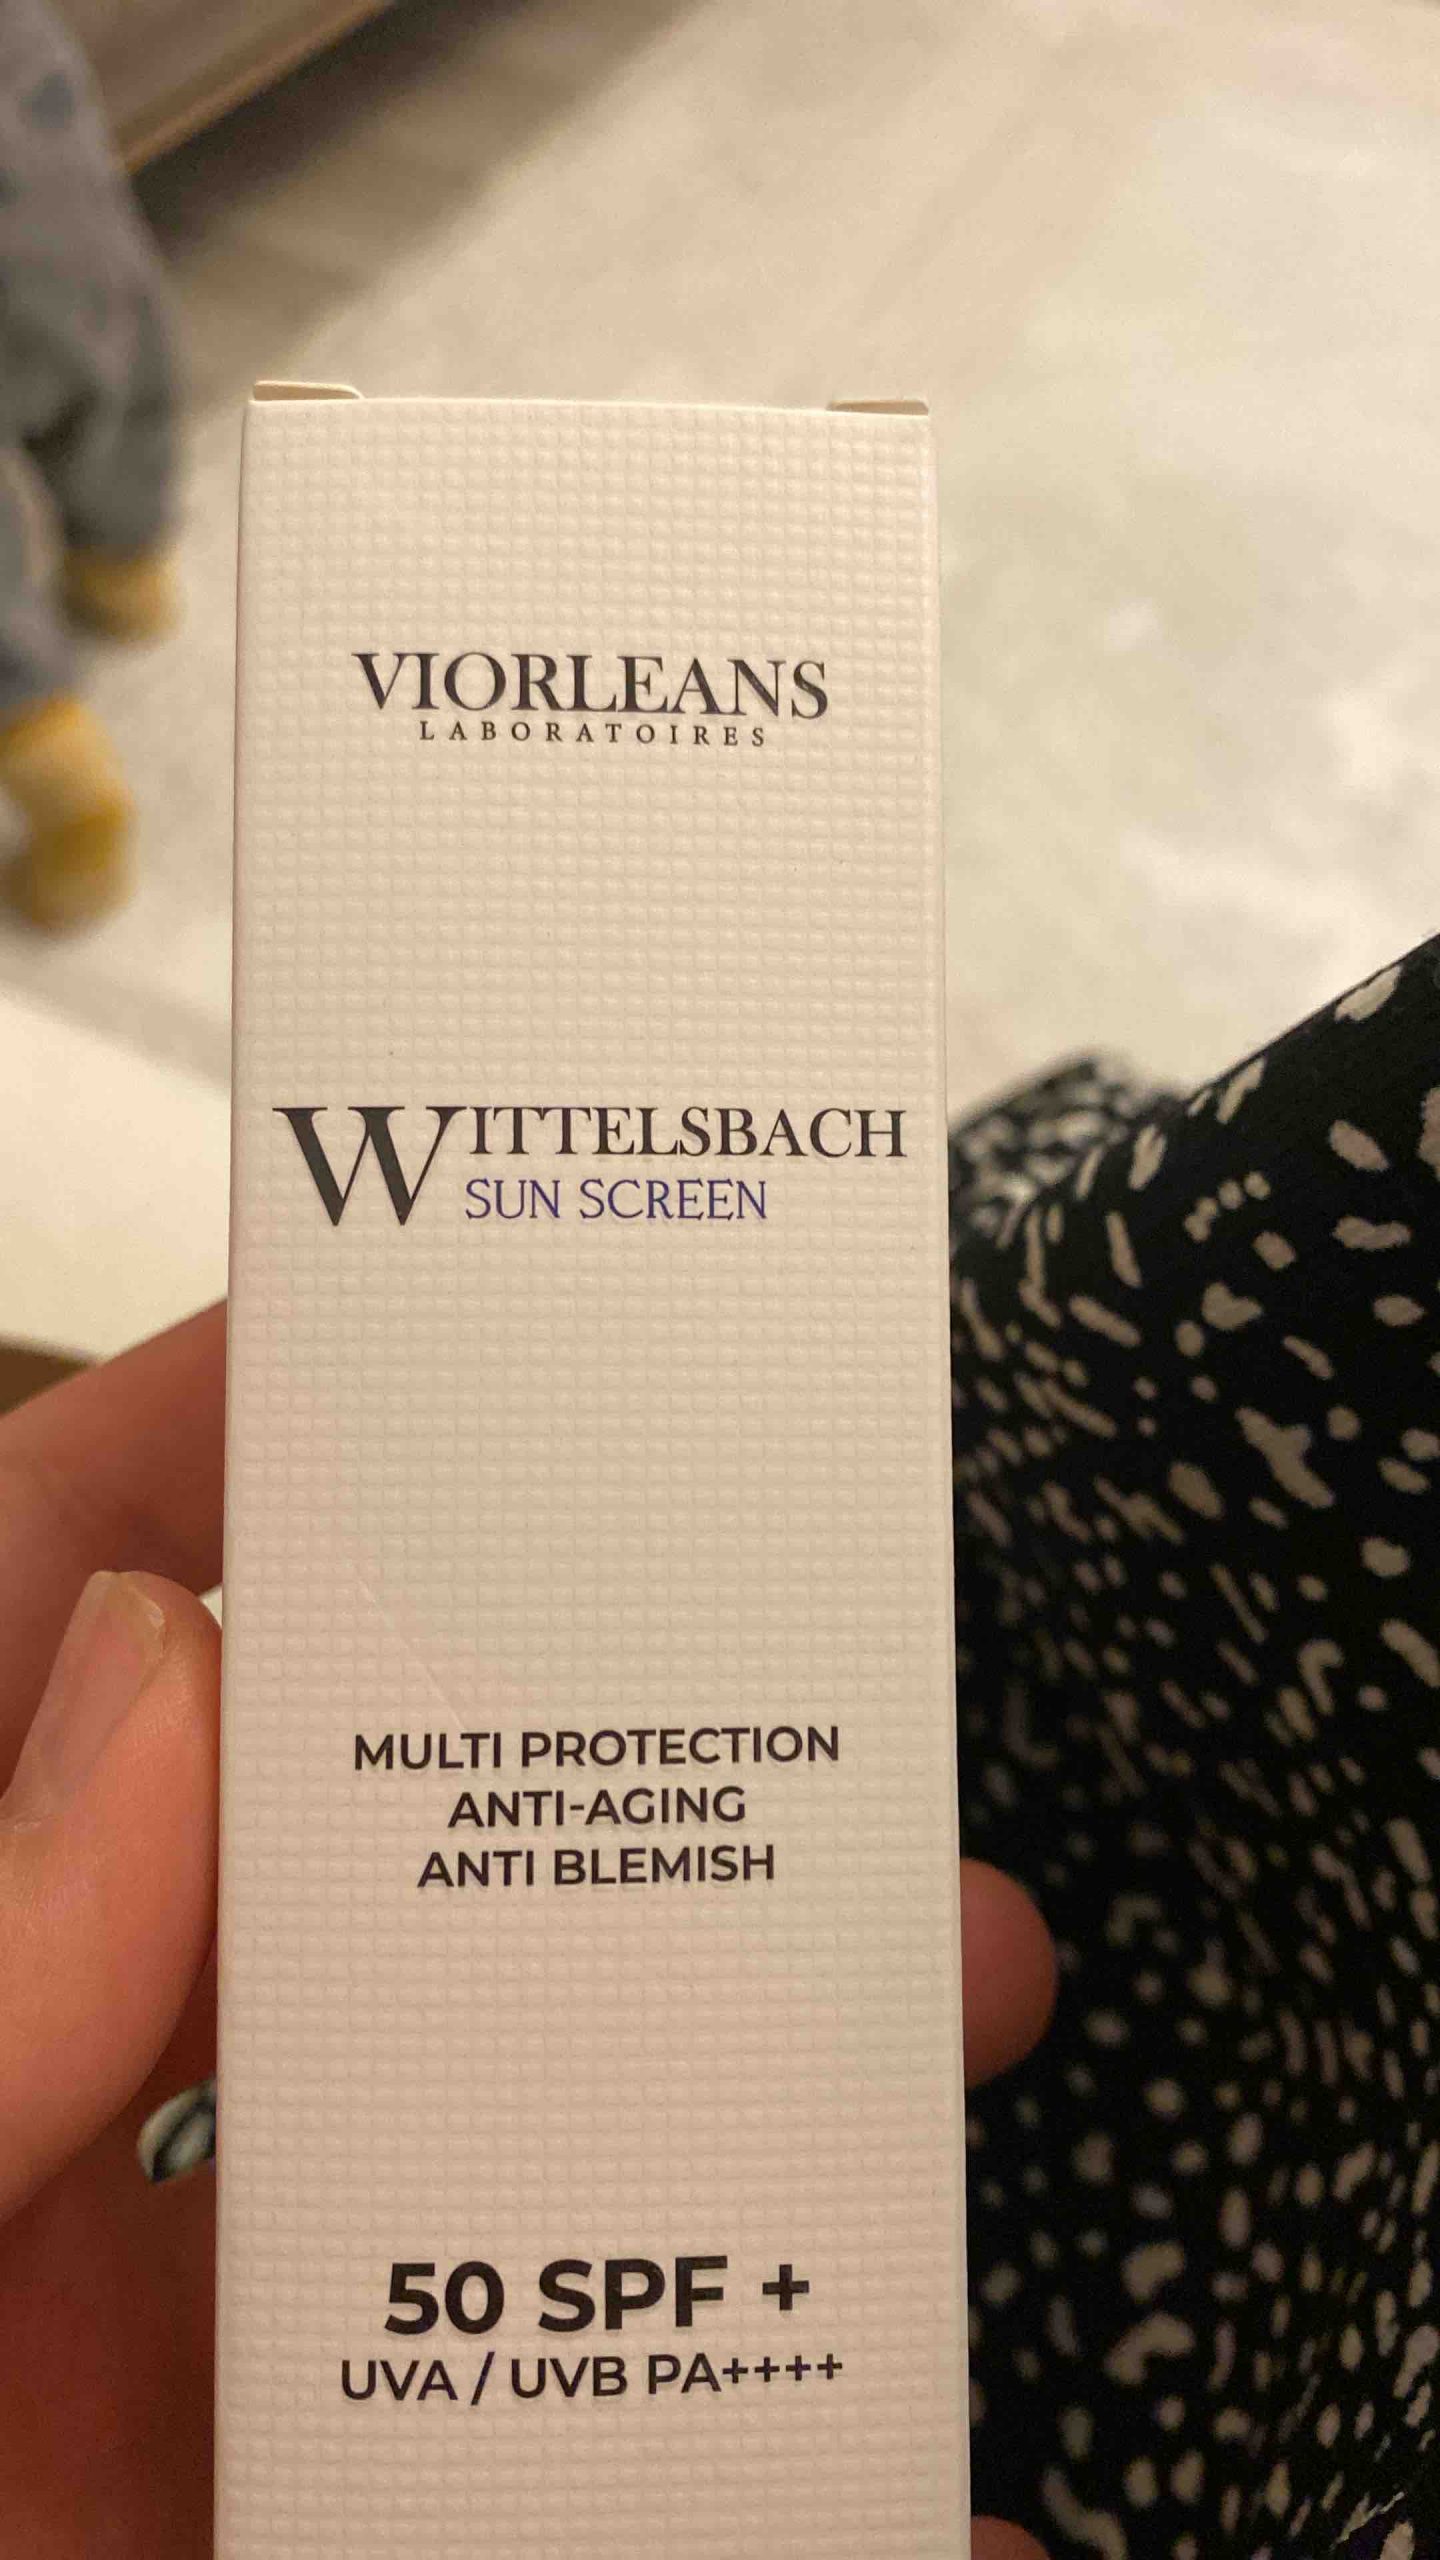 VIORLEANS
LABORATOIRES
WITTELSBACH
SUN SCREEN
MULTI PROTECTION
ANTI-AGING
ANTI BLEMISH
50 SPF +
UVA / UVB PA++++